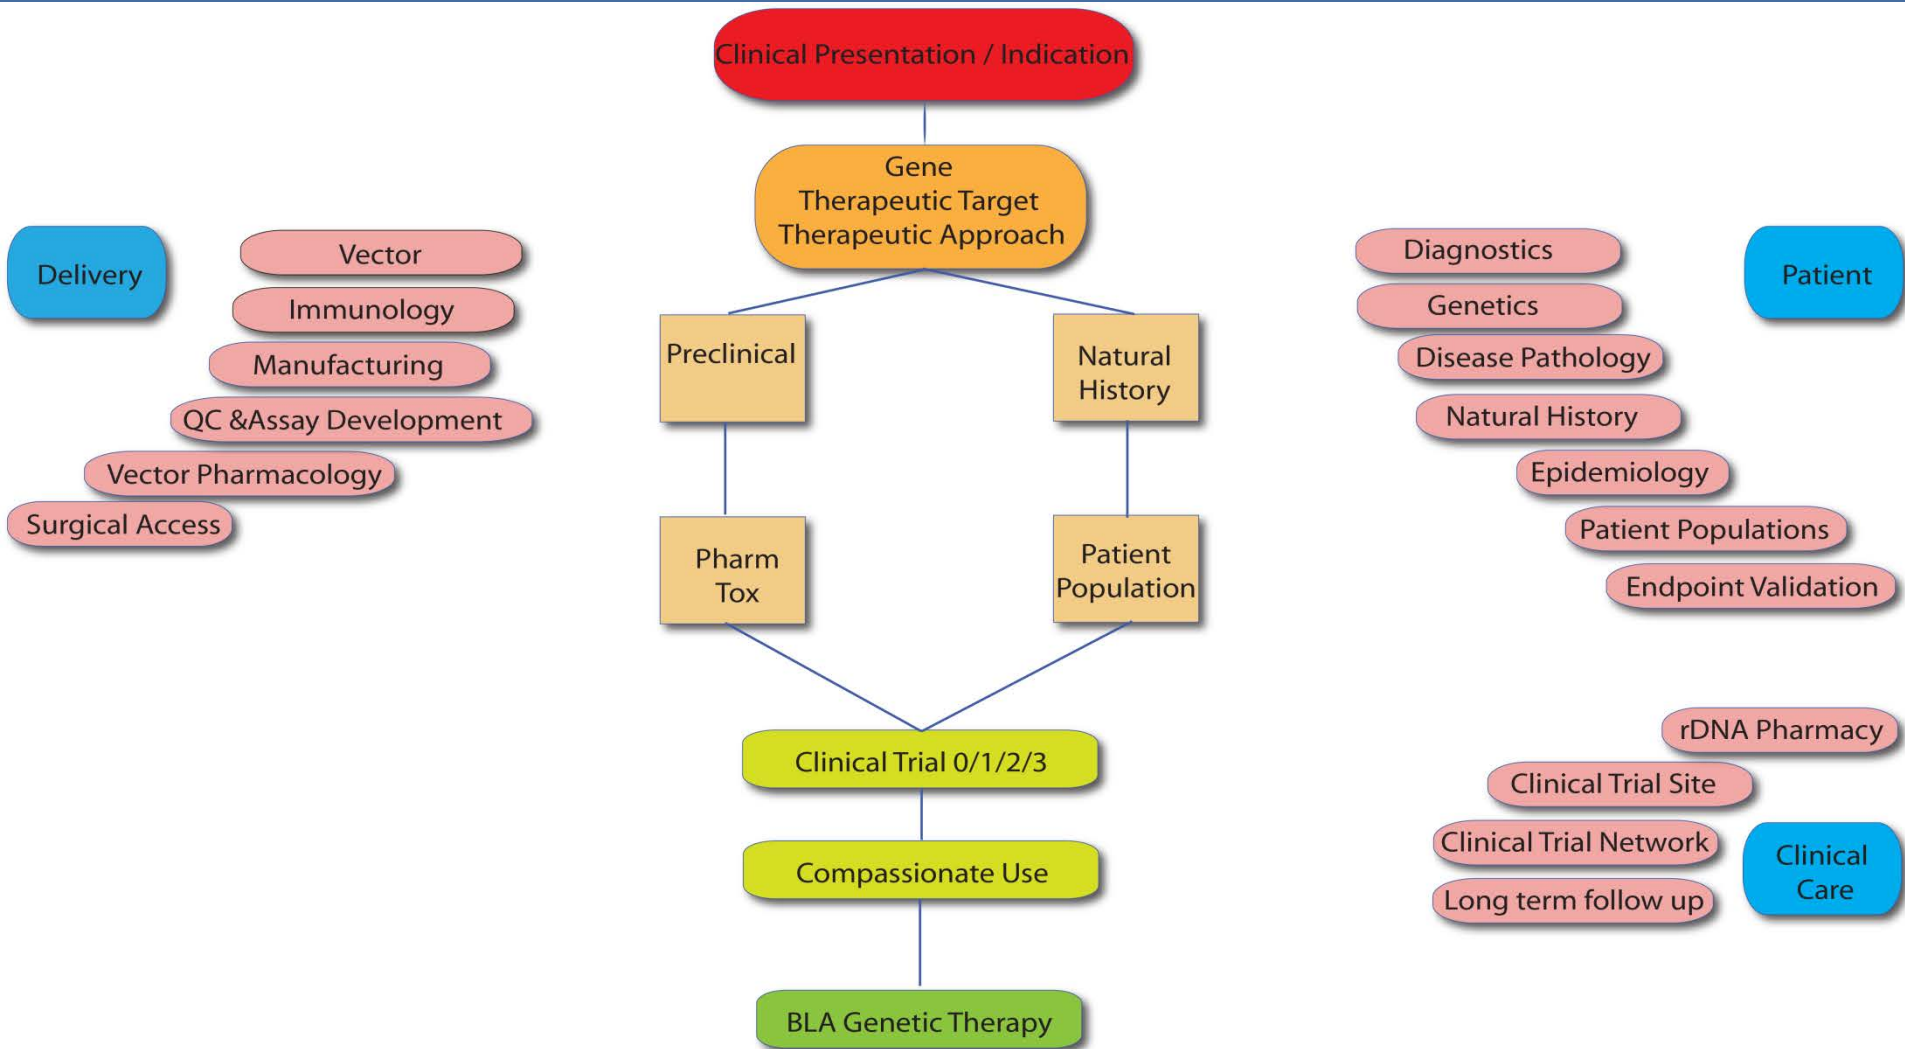 Clinical Presentation / Indication
Gene
Therapeutic Target
Therapeutic Approach
Delivery
Vector
Immunology
Manufacturing
QC &Assay Development
Vector Pharmacology
Surgical Access
Preclinical
Natural
History
Pharm
Tox
Patient
Population
Diagnostics
Genetics
Disease Pathology
Natural History
Epidemiology
Patient Populations
Endpoint Validation
Patient
Clinical Trial 0/1/2/3
Compassionate Use
BLA Genetic Therapy
rDNA Pharmacy
Clinical Trial Site
Clinical Trial Network
Long term follow up
Clinical
Care